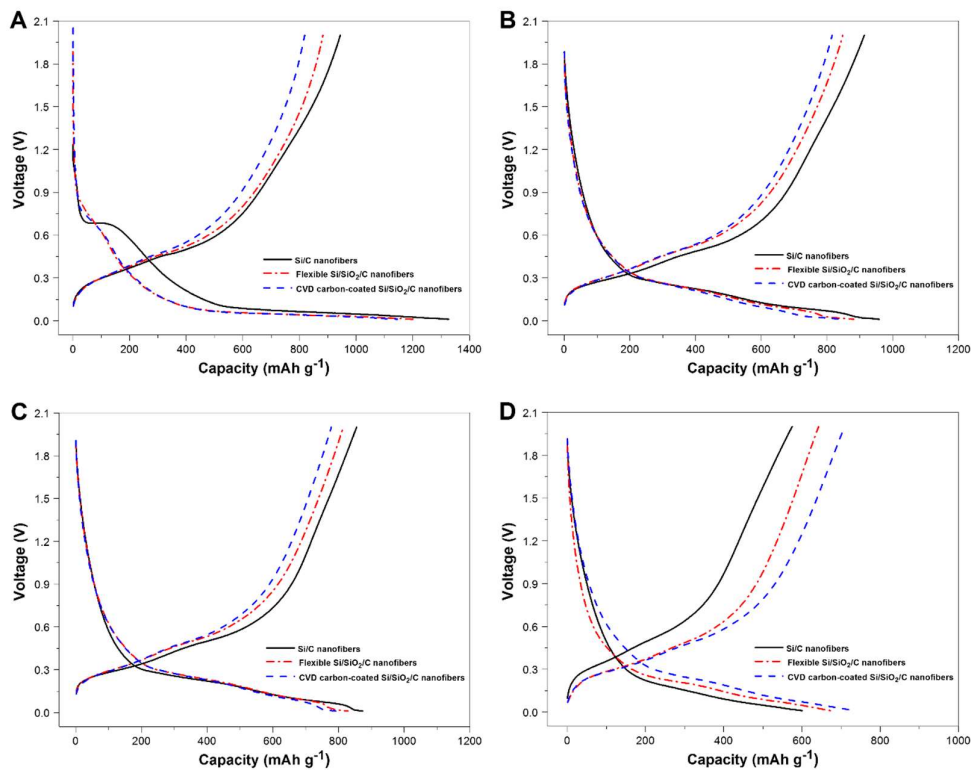 A
2.1
1.8
1.5
1.2
0.9
0.6
0.3
0.0
Voltage (V)
Si/C nanofibers
Flexible Si/SiO₂/C nanofibers
CVD carbon-coated Si/SiO₂/C nanofibers
0 200 400 600 800 1000 1200 1400
Capacity (mAh g⁻¹)
B
2.1
1.8
1.5
1.2
0.9
0.6
0.3
0.0
Voltage (V)
Si/C nanofibers
Flexible Si/SiO₂/C nanofibers
CVD carbon-coated Si/SiO₂/C nanofibers
0 200 400 600 800 1000 1200
Capacity (mAh g⁻¹)
C
2.1
1.8
1.5
1.2
0.9
0.6
0.3
0.0
Voltage (V)
Si/C nanofibers
Flexible Si/SiO₂/C nanofibers
CVD carbon-coated Si/SiO₂/C nanofibers
0 200 400 600 800 1000 1200
Capacity (mAh g⁻¹)
D
2.1
1.8
1.5
1.2
0.9
0.6
0.3
0.0
Voltage (V)
Si/C nanofibers
Flexible Si/SiO₂/C nanofibers
CVD carbon-coated Si/SiO₂/C nanofibers
0 200 400 600 800 1000
Capacity (mAh g⁻¹)